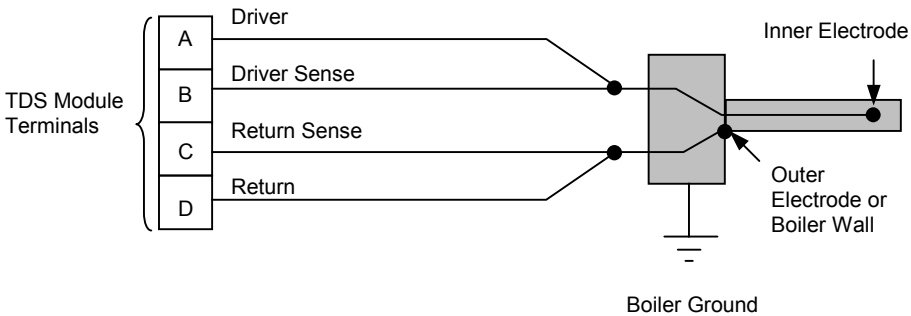 Driver
Inner Electrode
A
Driver Sense
TDS Module
Terminals
B
Return Sense
C
Return
D
Outer
Electrode or
Boiler Wall
Boiler Ground